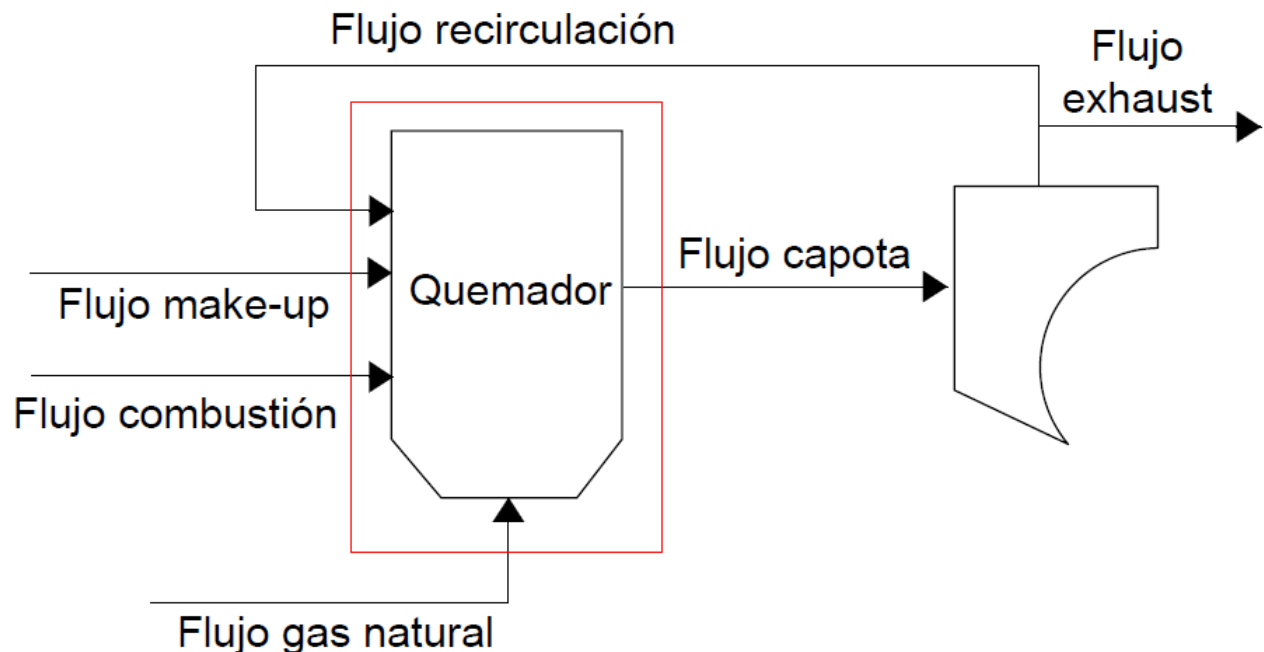 Flujo recirculación
Flujo
exhaust
Flujo capota
Quemador
Flujo make-up
Flujo combustión
Flujo gas natural